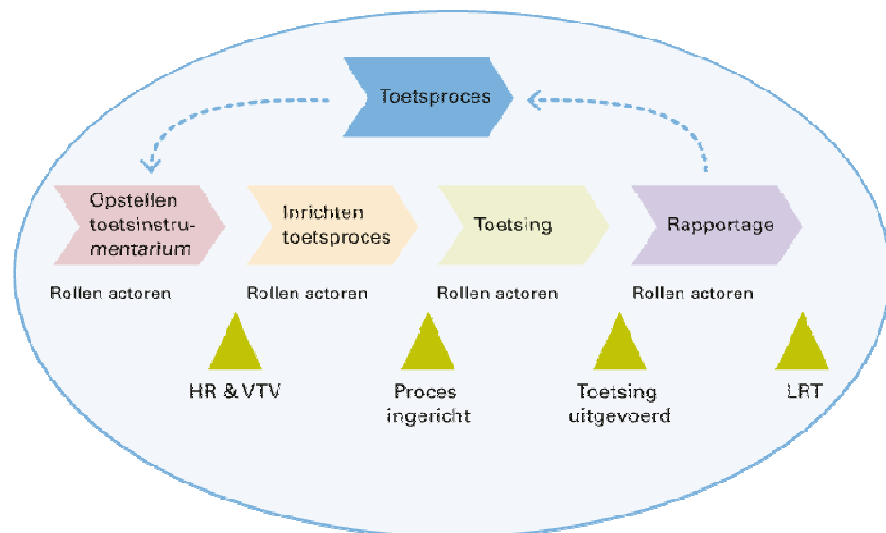 Toetsproces
Opstellen
toetsinstru-
mentarium
Inrichten
toetsproces
Toetsing
Rapportage
Rollen actoren
Rollen actoren
Rollen actoren
Rollen actoren
HR & VTV
Proces
ingericht
Toetsing
uitgevoerd
LRT